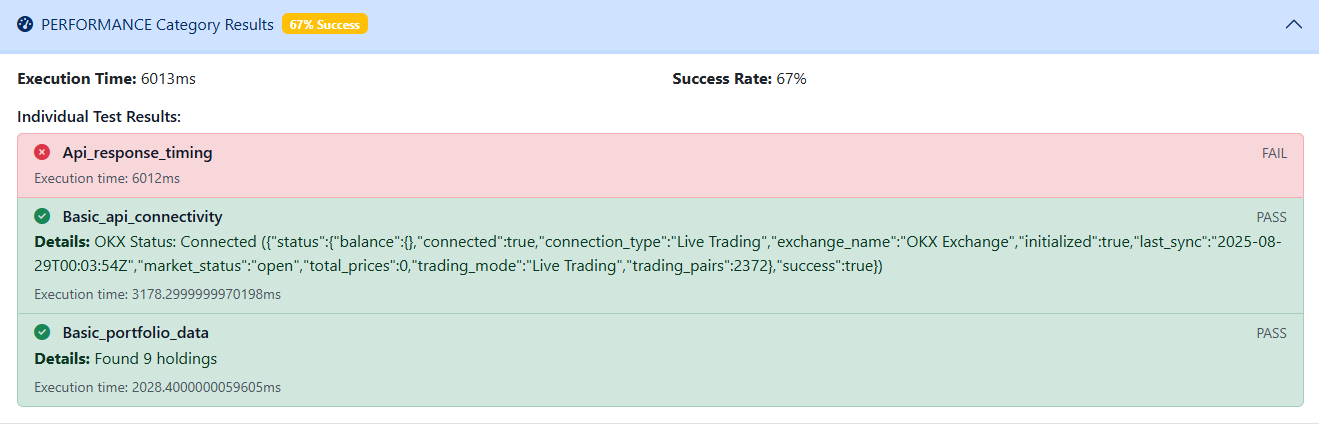 PERFORMANCE Category Results 67% Success
Execution Time: 6013ms Success Rate: 67%
Individual Test Results:
Api_response_timing FAIL
Execution time: 6012ms
Basic_api_connectivity PASS
Details: OKX Status: Connected ({"status":{"balance":{},"connected":true,"connection_type":"Live Trading","exchange_name":"OKX Exchange","initialized":true,"last_sync":"2025-08-
29T00:03:54Z","market_status":"open","total_prices":0,"trading_mode":"Live Trading","trading_pairs":2372},"success":true})
Execution time: 3178.2999999970198ms
Basic_portfolio_data PASS
Details: Found 9 holdings
Execution time: 2028.4000000059605ms